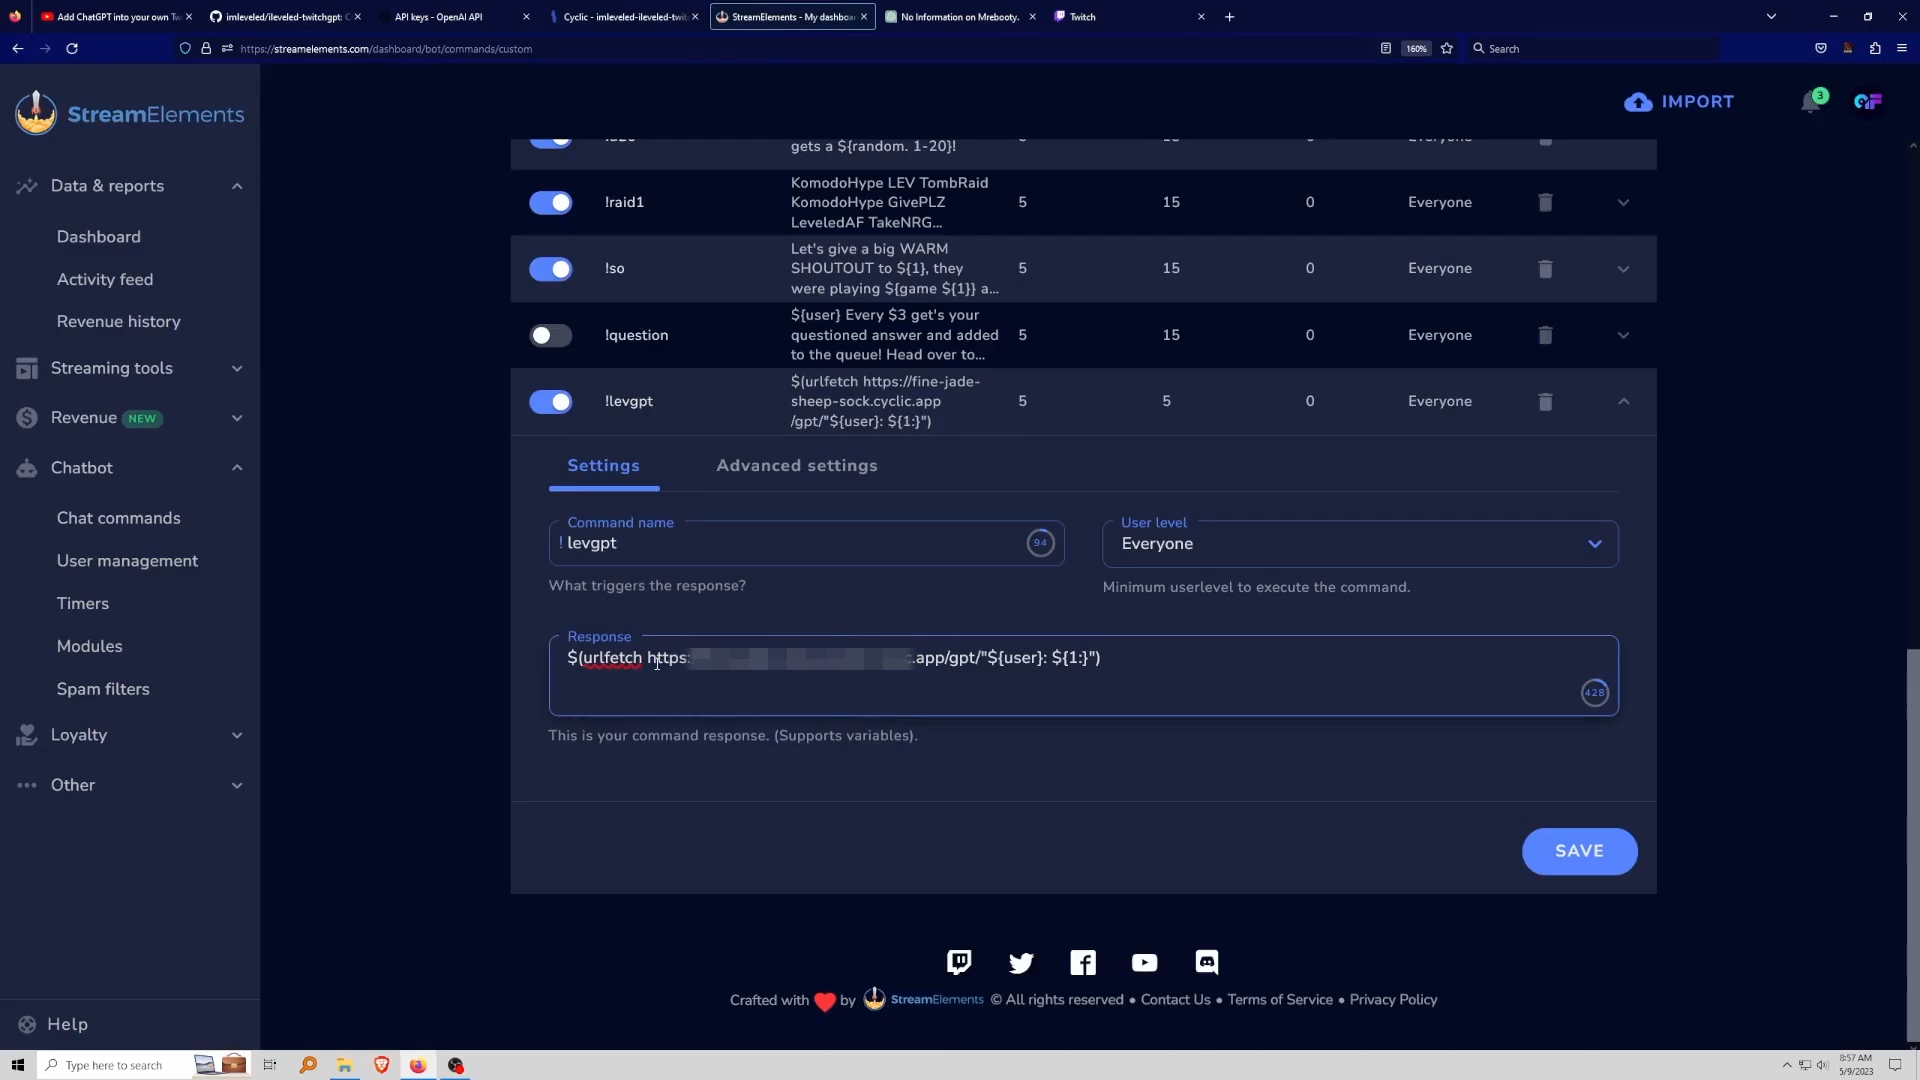 Add ChatGPT into your own Tw
imleveled/ileveled-twitchgpt: C
API keys - OpenAI API
Cyclic - imleveled-ileveled-twit
StreamElements - My dashboa
No Information on Mrebooty.
Twitch
https://streamelements.com/dashboard/bot/commands/custom
160%
Search
StreamElements
IMPORT
3
Data & reports
Dashboard
Activity feed
Revenue history
Streaming tools
Revenue NEW
Chatbot
Chat commands
User management
Timers
Modules
Spam filters
Loyalty
Other
Help
gets a ${random. 1-20}!
!raid1
KomodoHype LEV TombRaid
KomodoHype GivePLZ
LeveledAF TakeNRG...
5 15 0 Everyone
!so
Let's give a big WARM
SHOUTOUT to ${1}, they
were playing ${game ${1}} a...
5 15 0 Everyone
!question
${user} Every $3 get's your
questioned answer and added
to the queue! Head over to...
5 15 0 Everyone
!levgpt
$(urlfetch https://fine-jade-
sheep-sock.cyclic.app
/gpt/"${user}: ${1:}")
5 5 0 Everyone
Settings
Advanced settings
Command name
! levgpt
94
What triggers the response?
User level
Everyone
Minimum userlevel to execute the command.
Response
$(urlfetch https: .app/gpt/"${user}: ${1:}")
428
This is your command response. (Supports variables).
SAVE
Crafted with by StreamElements © All rights reserved • Contact Us • Terms of Service • Privacy Policy
Type here to search
8:57 AM
5/9/2023